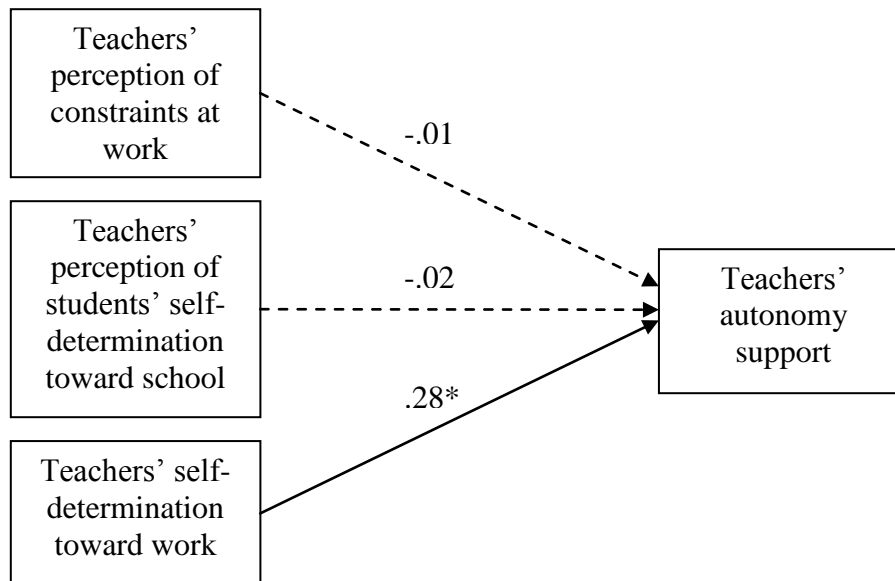 Teachers’
perception of
constraints at
work
-.01
Teachers’
perception of
students’ self-
determination
toward school
-.02
Teachers’
autonomy
support
.28*
Teachers’ self-
determination
toward work